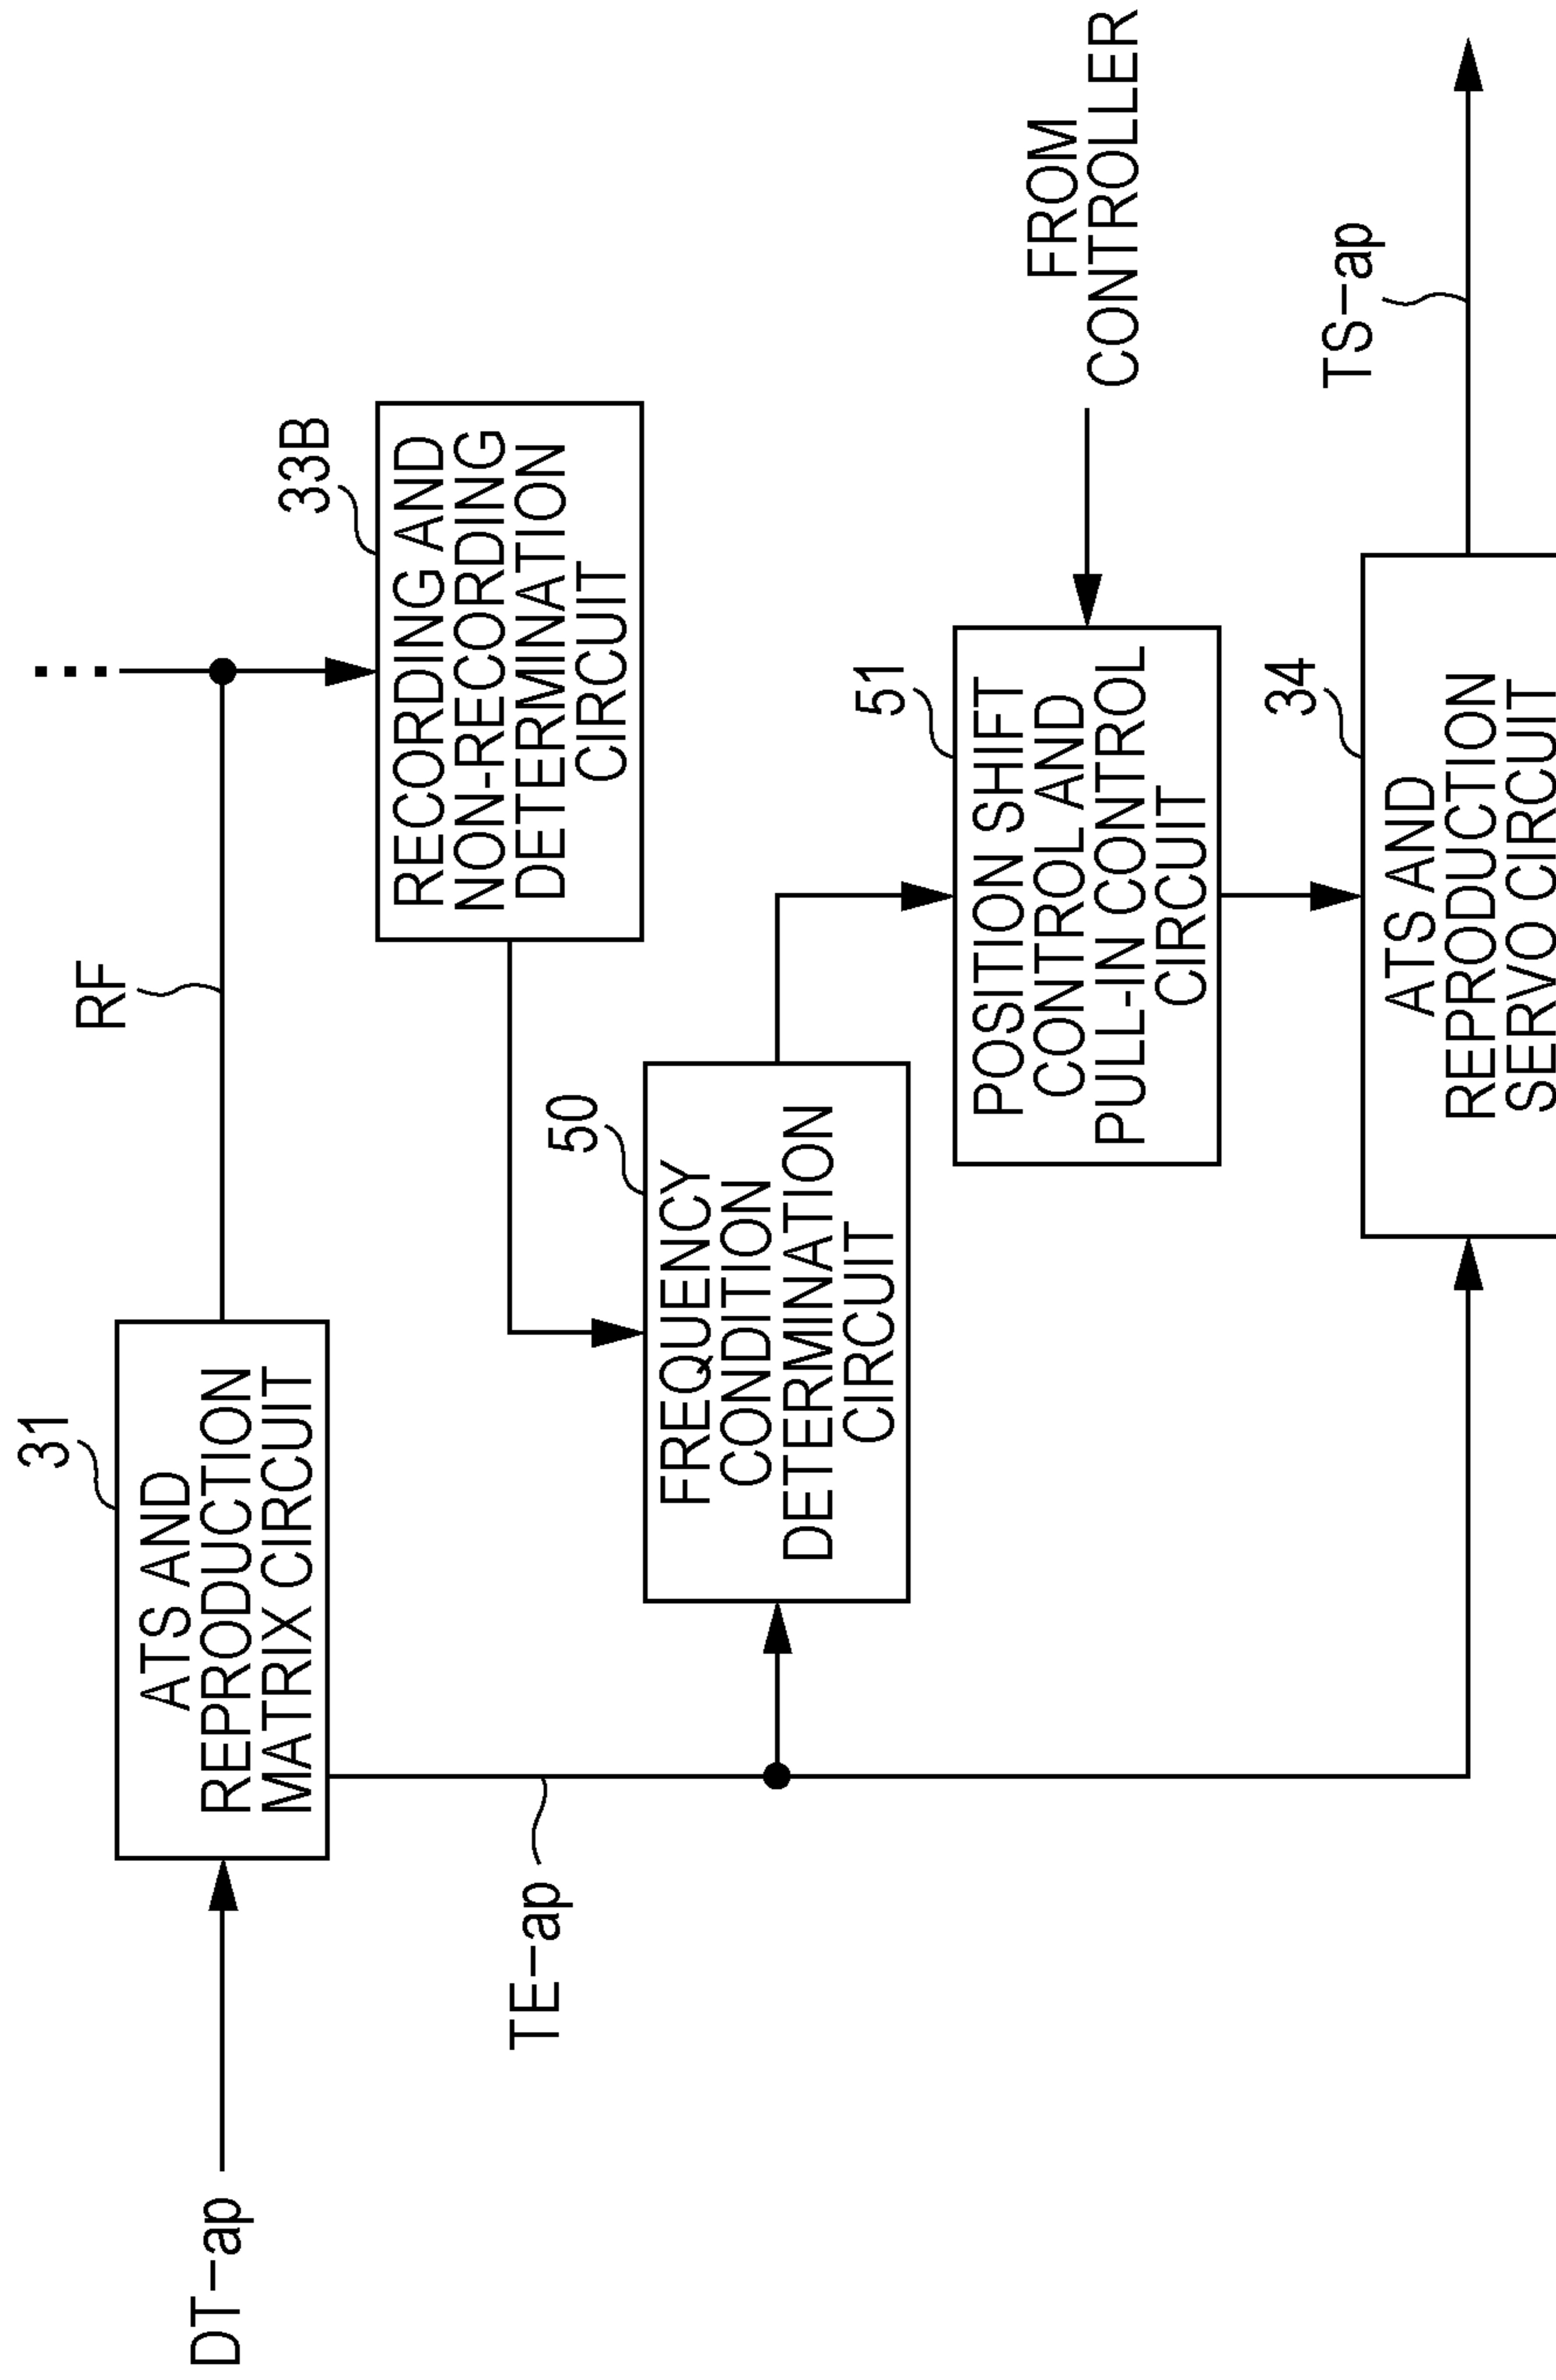 DT-ap
31
ATS AND
REPRODUCTION
MATRIX CIRCUIT
RF
TE-ap
33B
RECORDING AND
NON-RECORDING
DETERMINATION
CIRCUIT
50
FREQUENCY
CONDITION
DETERMINATION
CIRCUIT
51
POSITION SHIFT
CONTROL AND
PULL-IN CONTROL
CIRCUIT
FROM
CONTROLLER
34
ATS AND
REPRODUCTION
SERVO CIRCUIT
TS-ap